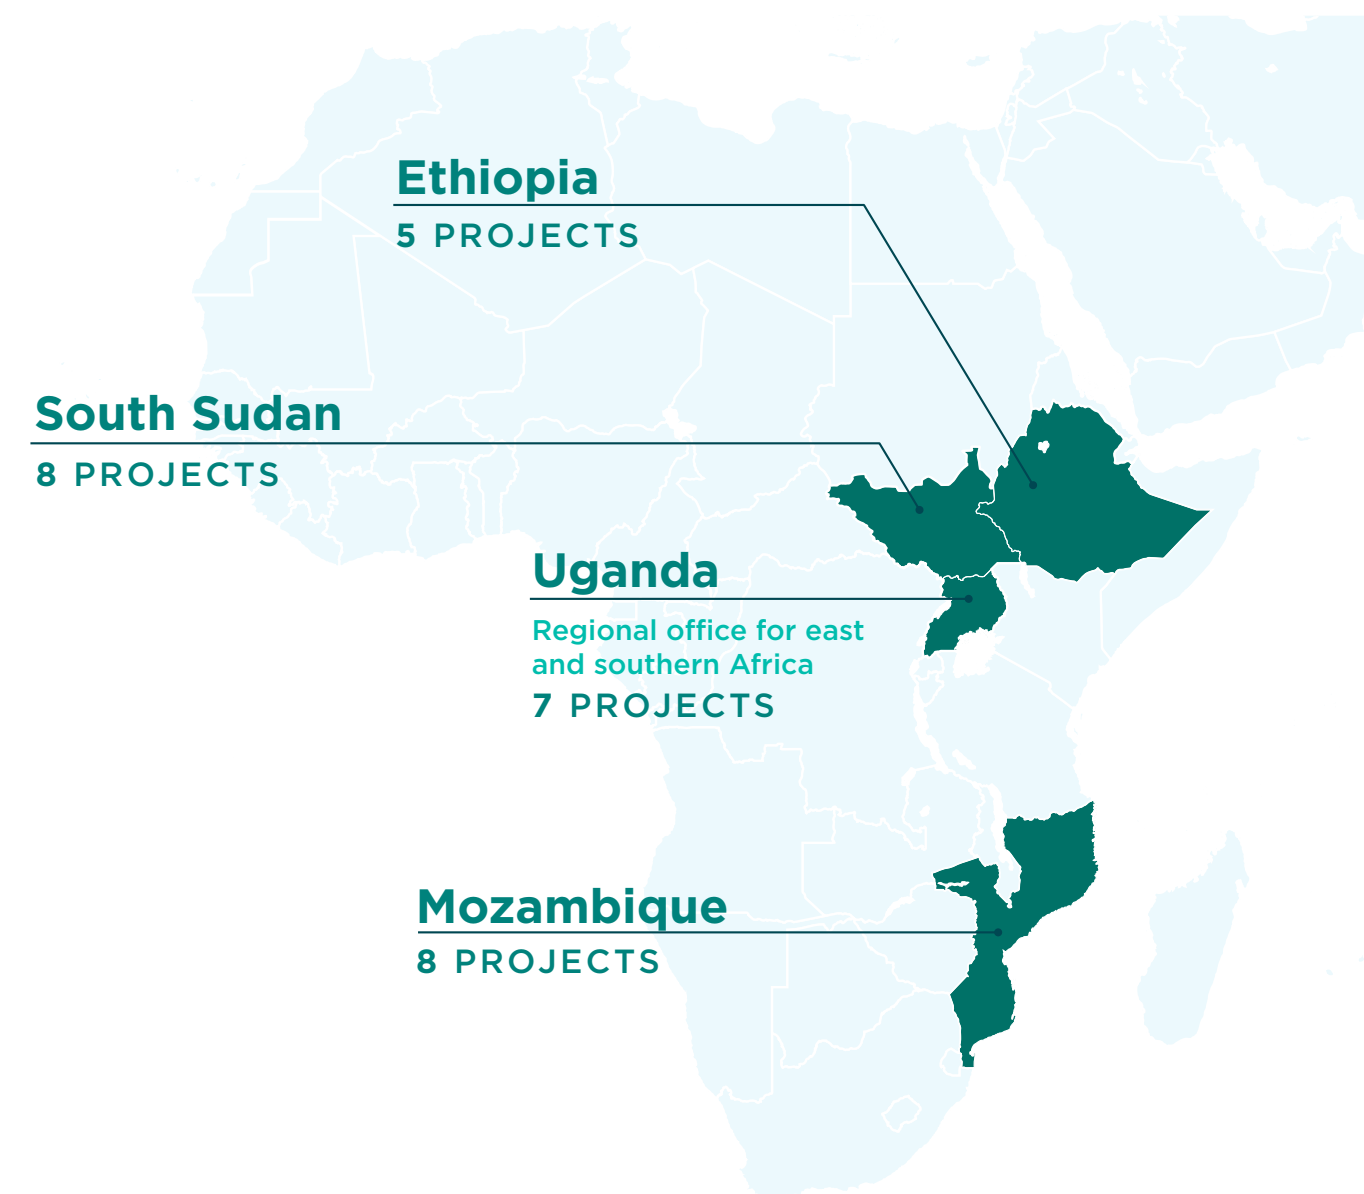 Ethiopia
5 PROJECTS
South Sudan
8 PROJECTS
Uganda
Regional office for east
and southern Africa
7 PROJECTS
Mozambique
8 PROJECTS